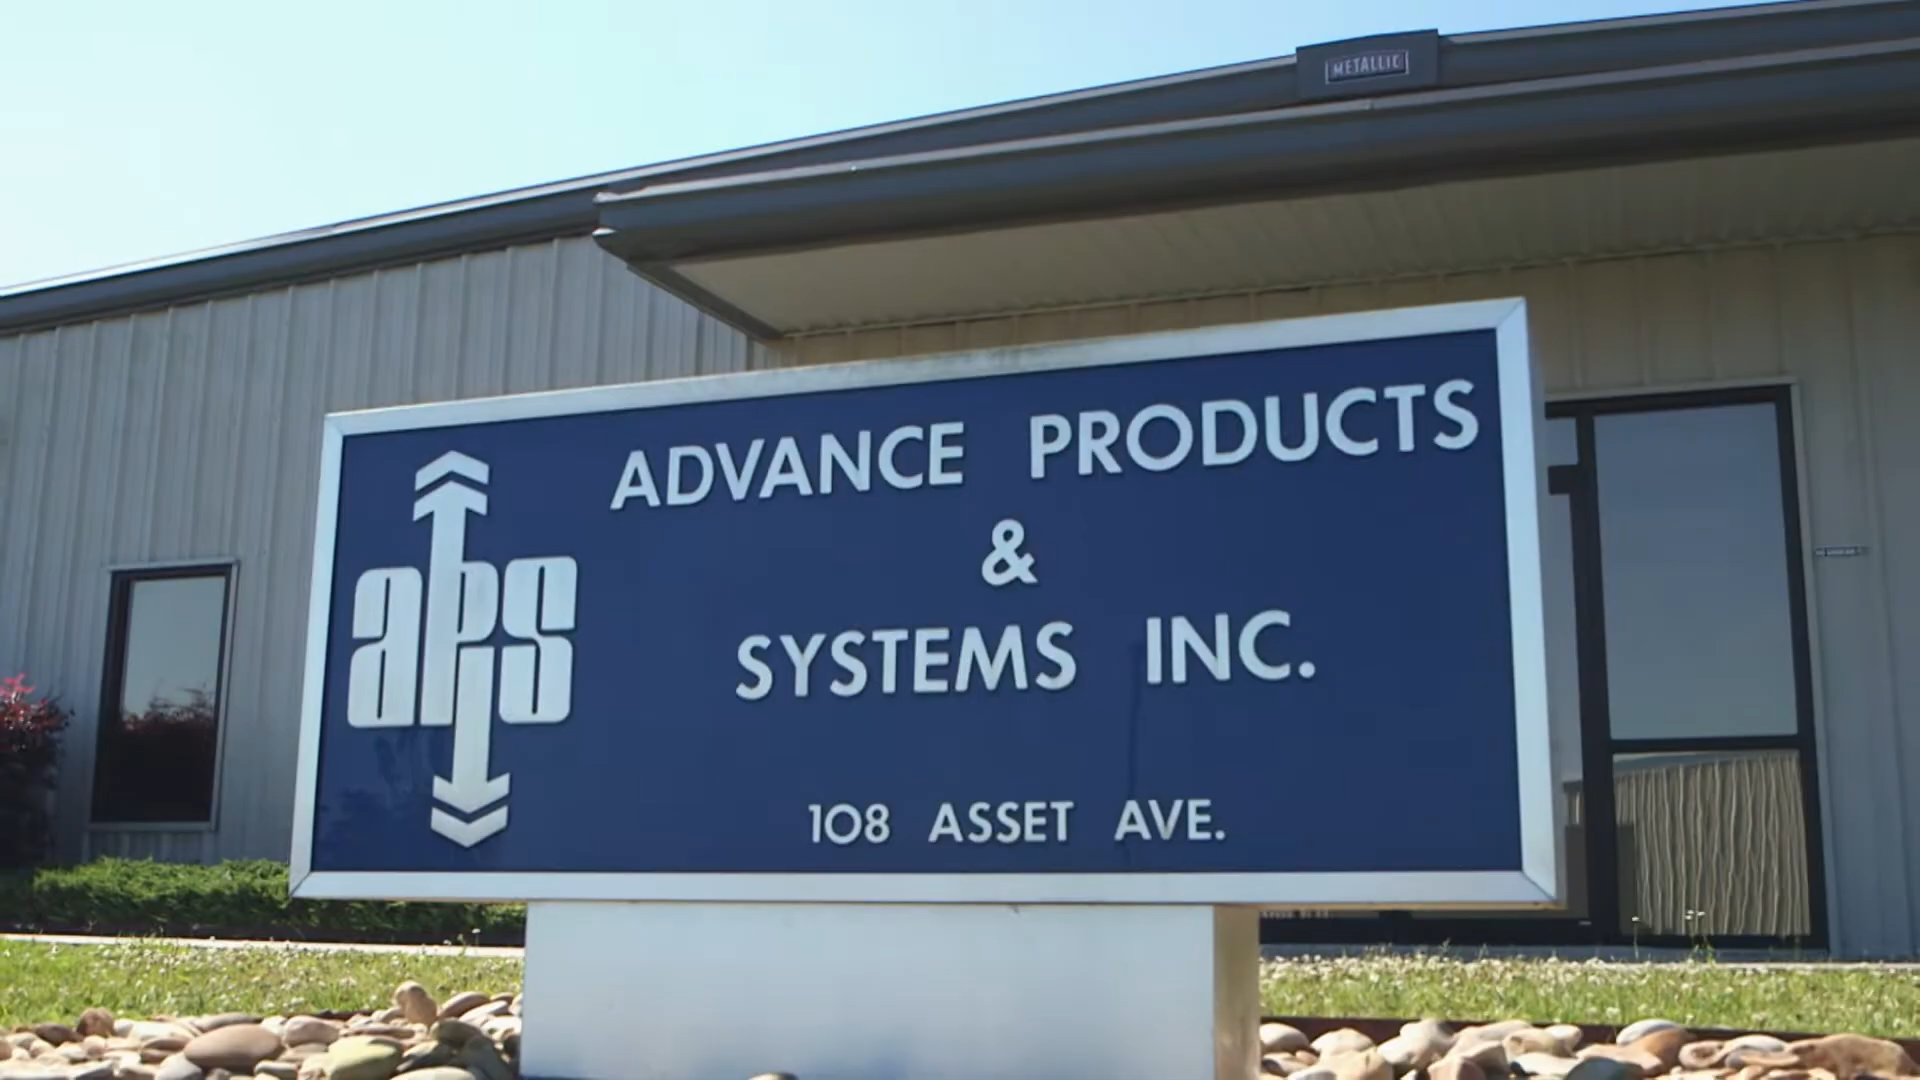 METALLIC
ADVANCE PRODUCTS
&
SYSTEMS INC.
aps
108 ASSET AVE.